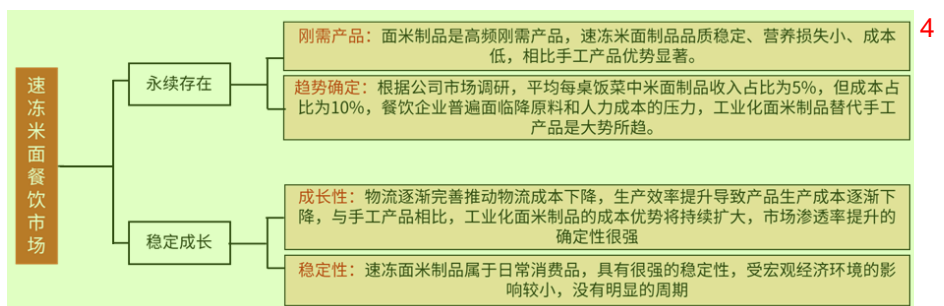 4
速冻米面餐饮市场
永续存在
刚需产品：面米制品是高频刚需产品，速冻米面制品品质稳定、营养损失小、成本
低，相比手工产品优势显著。
趋势确定：根据公司市场调研，平均每桌饭菜中米面制品收入占比为5%，但成本占
比为10%，餐饮企业普遍面临降原料和人力成本的压力，工业化面米制品替代手工
产品是大势所趋。
稳定成长
成长性：物流逐渐完善推动物流成本下降，生产效率提升导致产品生产成本逐渐下
降，与手工产品相比，工业化面米制品的成本优势将持续扩大，市场渗透率提升的
确定性很强
稳定性：速冻面米制品属于日常消费品，具有很强的稳定性，受宏观经济环境的影
响较小，没有明显的周期